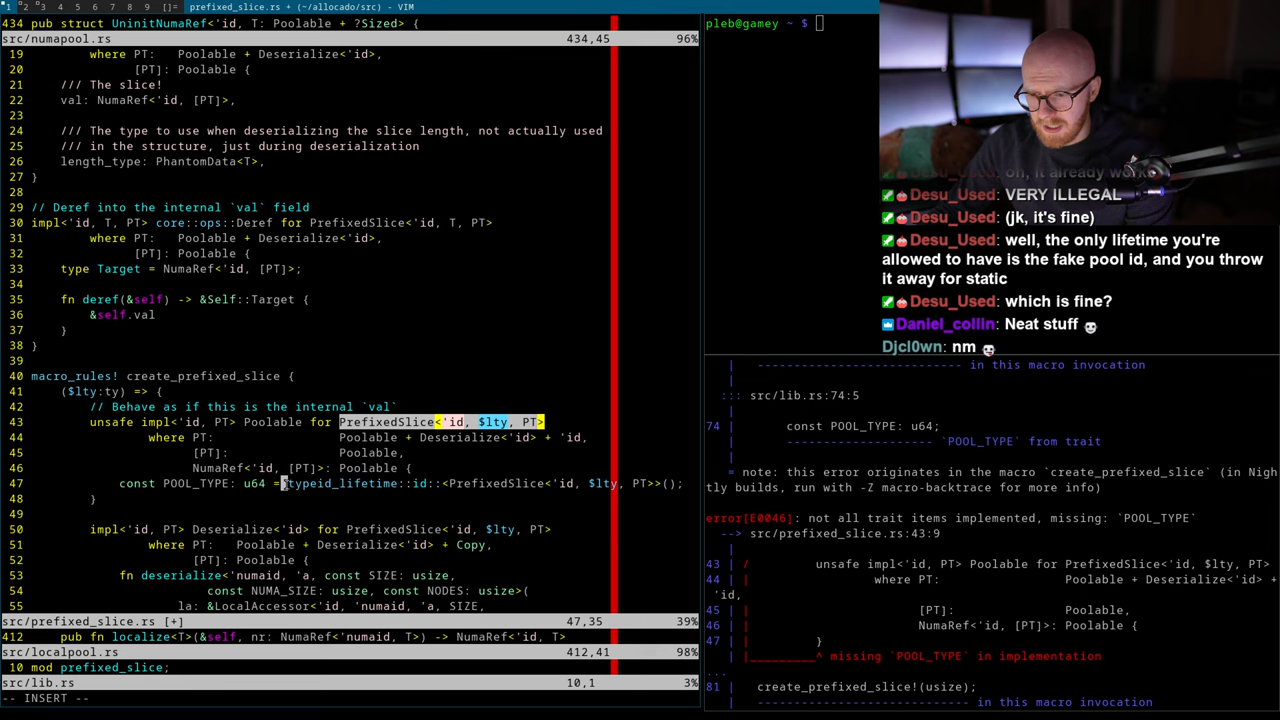 1 2 3 4 5 6 7 8 9 []= prefixed_slice.rs + (~/allocado/src) - VIM
434 pub struct UninitNumaRef<'id, T: Poolable + ?Sized> {
src/numapool.rs 434,45 96%
19 where PT: Poolable + Deserialize<'id>,
20 [PT]: Poolable {
21 /// The slice!
22 val: NumaRef<'id, [PT]>,
23
24 /// The type to use when deserializing the slice length, not actually used
25 /// in the structure, just during deserialization
26 length_type: PhantomData<T>,
27 }
28
29 // Deref into the internal `val` field
30 impl<'id, T, PT> core::ops::Deref for PrefixedSlice<'id, T, PT>
31 where PT: Poolable + Deserialize<'id>,
32 [PT]: Poolable {
33 type Target = NumaRef<'id, [PT]>;
34
35 fn deref(&self) -> &Self::Target {
36 &self.val
37 }
38 }
39
40 macro_rules! create_prefixed_slice {
41 ($lty:ty) => {
42 // Behave as if this is the internal `val`
43 unsafe impl<'id, PT> Poolable for PrefixedSlice<'id, $lty, PT>
44 where PT: Poolable + Deserialize<'id> + 'id,
45 [PT]: Poolable,
46 NumaRef<'id, [PT]>: Poolable {
47 const POOL_TYPE: u64 = typeid_lifetime::id::<PrefixedSlice<'id, $lty, PT>>();
48 }
49
50 impl<'id, PT> Deserialize<'id> for PrefixedSlice<'id, $lty, PT>
51 where PT: Poolable + Deserialize<'id> + Copy,
52 [PT]: Poolable {
53 fn deserialize<'numaid, 'a, const SIZE: usize,
54 const NUMA_SIZE: usize, const NODES: usize>(
55 la: &LocalAccessor<'id, 'numaid, 'a, SIZE,
src/prefixed_slice.rs [+] 47,35 39%
412 pub fn localize<T>(&self, nr: NumaRef<'numaid, T>) -> NumaRef<'id, T>
src/localpool.rs 412,41 98%
10 mod prefixed_slice;
src/lib.rs 10,1 3%
-- INSERT --
pleb@gamey ~ $
Desu_Used: oh, it already work
Desu_Used: VERY ILLEGAL
Desu_Used: (jk, it's fine)
Desu_Used: well, the only lifetime you're
allowed to have is the fake pool id, and you throw
it away for static
Desu_Used: which is fine?
Daniel_collin: Neat stuff
Djcl0wn: nm
| --------------------------- in this macro invocation
|
::: src/lib.rs:74:5
|
74 | const POOL_TYPE: u64;
| -------------------- `POOL_TYPE` from trait
|
= note: this error originates in the macro `create_prefixed_slice` (in Nigh
tly builds, run with -Z macro-backtrace for more info)
error[E0046]: not all trait items implemented, missing: `POOL_TYPE`
--> src/prefixed_slice.rs:43:9
|
43 | / unsafe impl<'id, PT> Poolable for PrefixedSlice<'id, $lty, PT>
44 | | where PT: Poolable + Deserialize<'id> +
'id,
45 | | [PT]: Poolable,
46 | | NumaRef<'id, [PT]>: Poolable {
47 | | }
| |_________^ missing `POOL_TYPE` in implementation
...
81 | create_prefixed_slice!(usize);
| ----------------------------- in this macro invocation